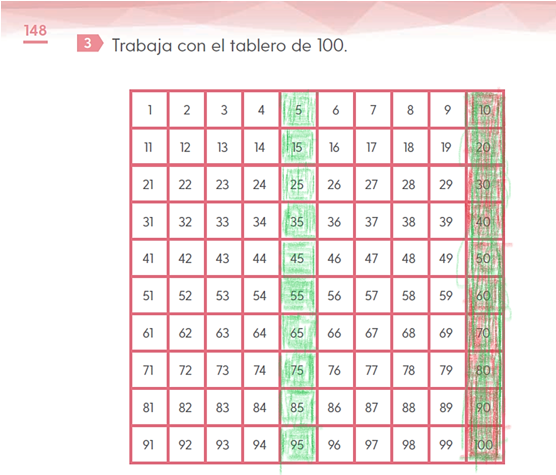 148
3 Trabaja con el tablero de 100.
1 2 3 4 5 6 7 8 9 10
11 12 13 14 15 16 17 18 19 20
21 22 23 24 25 26 27 28 29 30
31 32 33 34 35 36 37 38 39 40
41 42 43 44 45 46 47 48 49 50
51 52 53 54 55 56 57 58 59 60
61 62 63 64 65 66 67 68 69 70
71 72 73 74 75 76 77 78 79 80
81 82 83 84 85 86 87 88 89 90
91 92 93 94 95 96 97 98 99 100